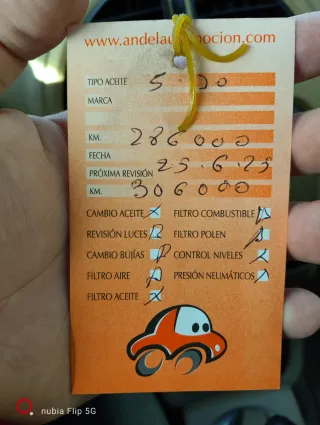 www.andelau mocion.com
TIPO ACEITE 5.30
MARCA
KM. 286000
FECHA 25.6.25
PRÓXIMA REVISIÓN
KM. 306000
CAMBIO ACEITE FILTRO COMBUSTIBLE
REVISIÓN LUCES FILTRO POLEN
CAMBIO BUJÍAS CONTROL NIVELES
FILTRO AIRE PRESIÓN NEUMÁTICOS
FILTRO ACEITE
nubia Flip 5G